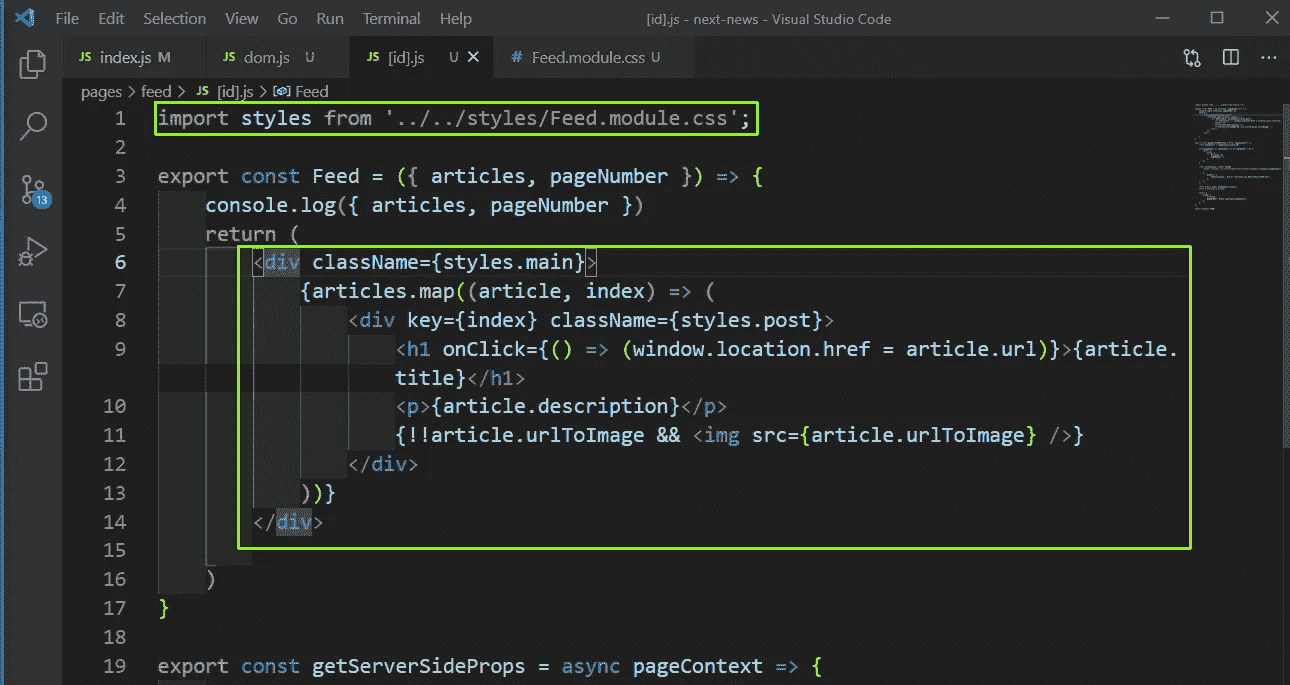 File Edit Selection View Go Run Terminal Help [id].js - next-news - Visual Studio Code
JS index.js M JS dom.js U JS [id].js U # Feed.module.css U
pages > feed > JS [id].js > Feed
1 import styles from '../../styles/Feed.module.css';
2
3 export const Feed = ({ articles, pageNumber }) => {
4 console.log({ articles, pageNumber })
5 return (
6 <div className={styles.main}>
7 {articles.map((article, index) => (
8 <div key={index} className={styles.post}>
9 <h1 onClick={() => (window.location.href = article.url)}>{article.
title}</h1>
10 <p>{article.description}</p>
11 {!!article.urlToImage && <img src={article.urlToImage} />}
12 </div>
13 ))}
14 </div>
15
16 )
17 }
18
19 export const getServerSideProps = async pageContext => {
13